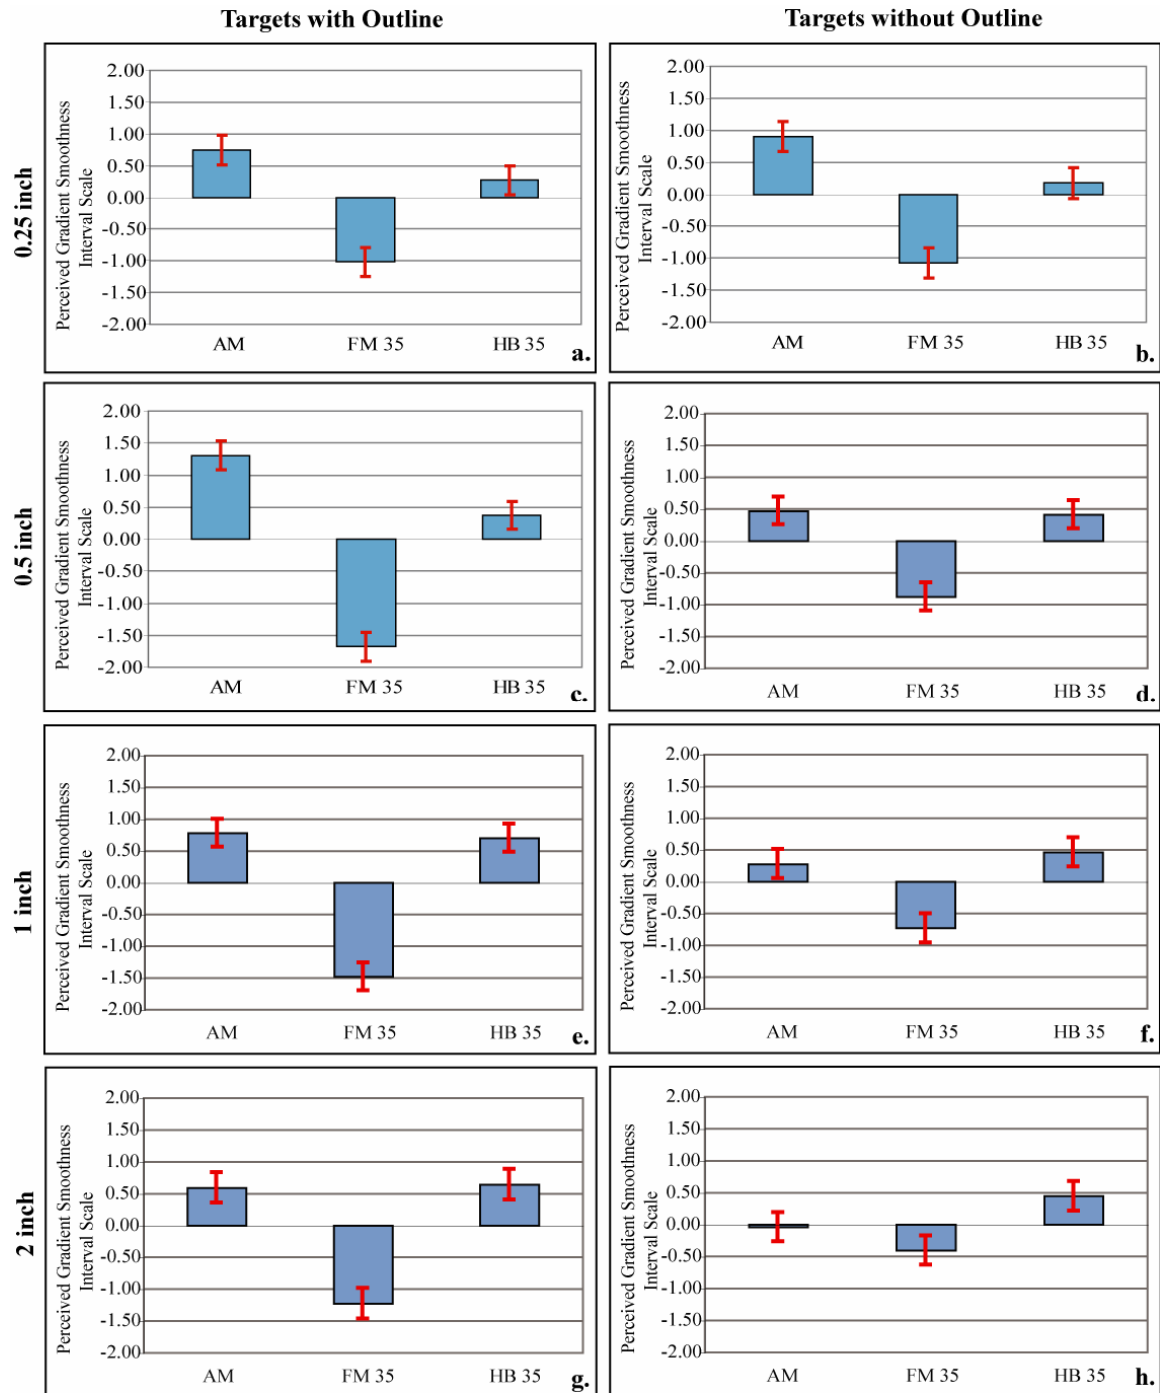 Targets with Outline
Targets without Outline
0.25 inch
Perceived Gradient Smoothness
Interval Scale
2.00
1.50
1.00
0.50
0.00
-0.50
-1.00
-1.50
-2.00
AM FM 35 HB 35
a.
Perceived Gradient Smoothness
Interval Scale
2.00
1.50
1.00
0.50
0.00
-0.50
-1.00
-1.50
-2.00
AM FM 35 HB 35
b.
0.5 inch
Perceived Gradient Smoothness
Interval Scale
2.00
1.50
1.00
0.50
0.00
-0.50
-1.00
-1.50
-2.00
AM FM 35 HB 35
c.
Perceived Gradient Smoothness
Interval Scale
2.00
1.50
1.00
0.50
0.00
-0.50
-1.00
-1.50
-2.00
AM FM 35 HB 35
d.
1 inch
Perceived Gradient Smoothness
Interval Scale
2.00
1.50
1.00
0.50
0.00
-0.50
-1.00
-1.50
-2.00
AM FM 35 HB 35
e.
Perceived Gradient Smoothness
Interval Scale
2.00
1.50
1.00
0.50
0.00
-0.50
-1.00
-1.50
-2.00
AM FM 35 HB 35
f.
2 inch
Perceived Gradient Smoothness
Interval Scale
2.00
1.50
1.00
0.50
0.00
-0.50
-1.00
-1.50
-2.00
AM FM 35 HB 35
g.
Perceived Gradient Smoothness
Interval Scale
2.00
1.50
1.00
0.50
0.00
-0.50
-1.00
-1.50
-2.00
AM FM 35 HB 35
h.